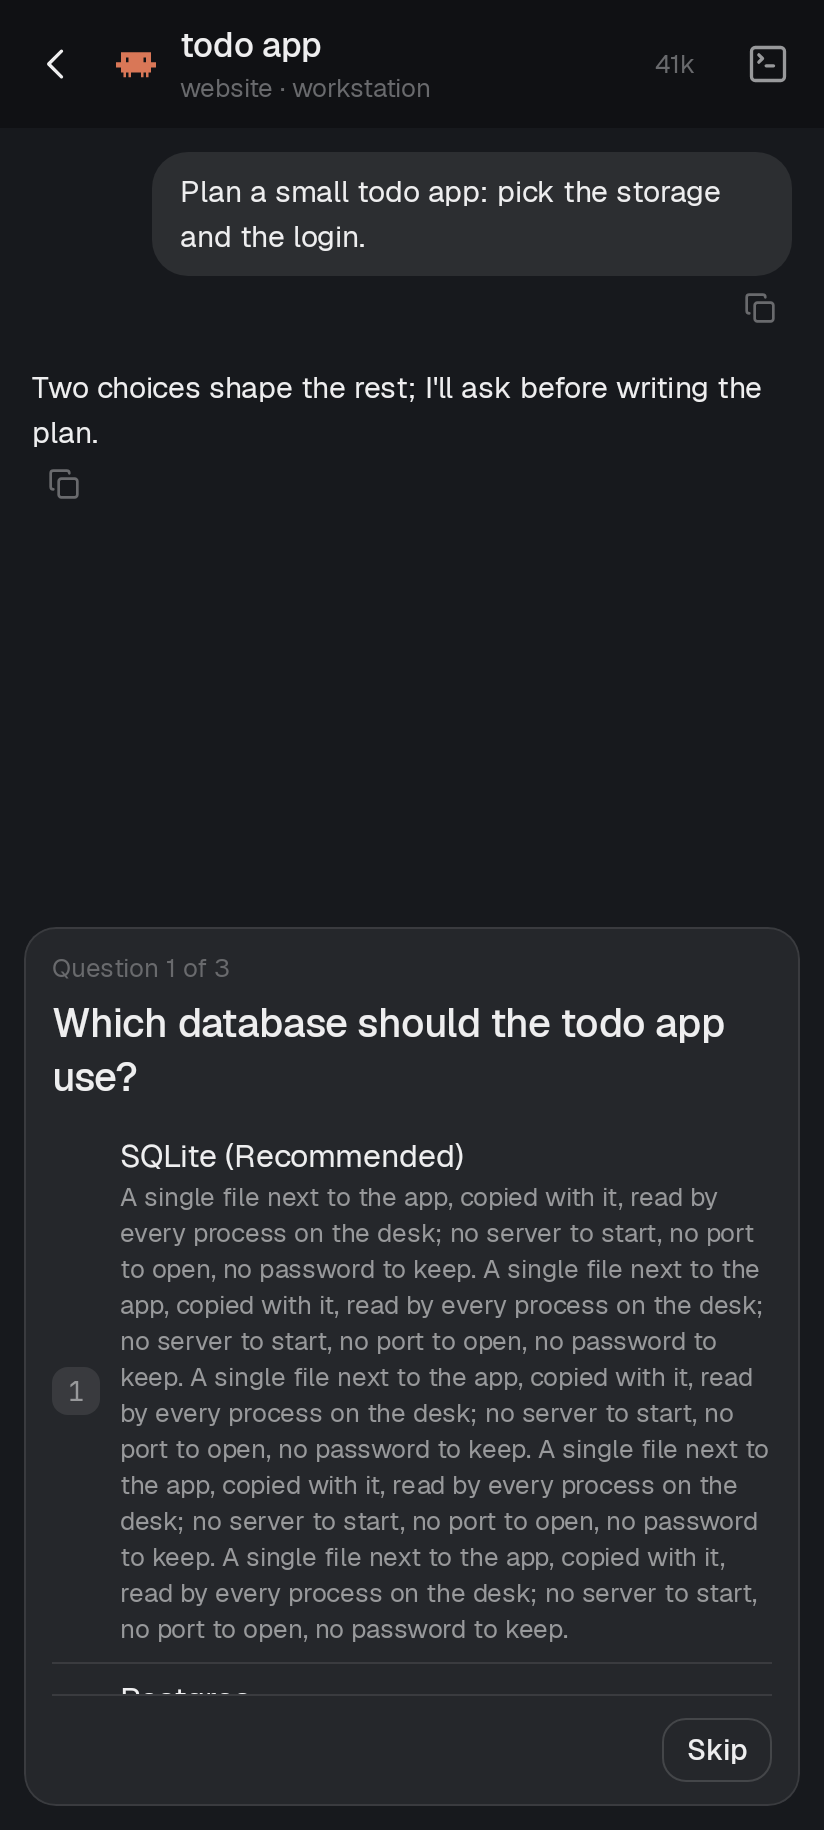 todo app
website · workstation
41k
Plan a small todo app: pick the storage
and the login.
Two choices shape the rest; I'll ask before writing the
plan.
Question 1 of 3
Which database should the todo app
use?
SQLite (Recommended)
A single file next to the app, copied with it, read by
every process on the desk; no server to start, no port
to open, no password to keep. A single file next to the
app, copied with it, read by every process on the desk;
no server to start, no port to open, no password to
keep. A single file next to the app, copied with it, read
by every process on the desk; no server to start, no
port to open, no password to keep. A single file next to
the app, copied with it, read by every process on the
desk; no server to start, no port to open, no password
to keep. A single file next to the app, copied with it,
read by every process on the desk; no server to start,
no port to open, no password to keep.
1
Skip